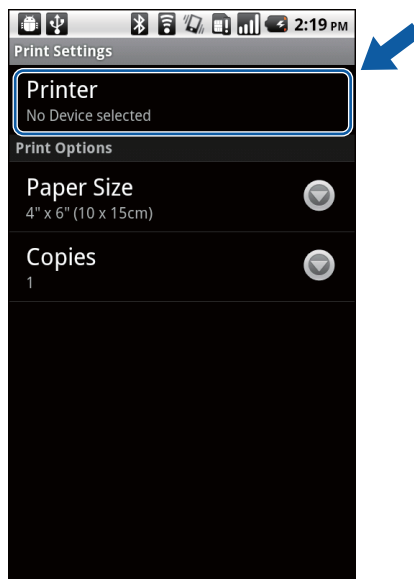 2:19 PM
Print Settings
Printer
No Device selected
Print Options
Paper Size
4" x 6" (10 x 15cm)
Copies
1